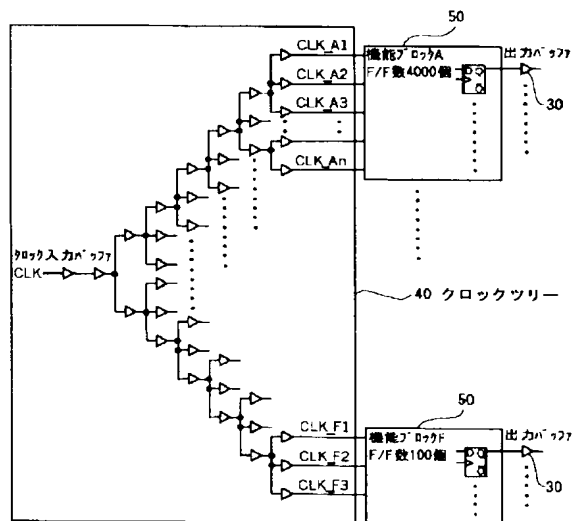 50
機能ブロックA
F/F数4000個
出力バッファ
30
CLK_A1
CLK_A2
CLK_A3
CLK_An
クロック入力バッファ
CLK
40 クロックツリー
50
機能ブロックF
F/F数100個
出力バッファ
30
CLK_F1
CLK_F2
CLK_F3